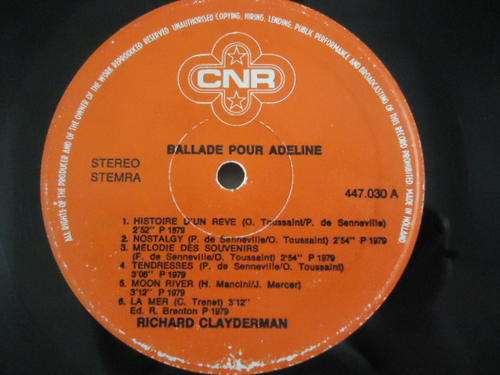 ALL RIGHTS OF THE PRODUCER AND OF THE OWNER OF THE WORK REPRODUCED RESERVED UNAUTHORISED COPYING, HIRING, LENDING, PUBLIC PERFORMANCE AND BROADCASTING OF THIS RECORD PROHIBITED MADE IN HOLLAND
CNR
BALLADE POUR ADELINE
STEREO
STEMRA
447.030 A
1. HISTOIRE D'UN REVE (O. Toussaint/P. de Senneville)
2'52" P 1979
2. NOSTALGY (P. de Senneville/O. Toussaint) 2'54" P 1979
3. MELODIE DES SOUVENIRS
(P. de Senneville/O. Toussaint) 2'54" P 1979
4. TENDRESSES (P. de Senneville/O. Toussaint)
3'06" P 1979
5. MOON RIVER (H. Mancini/J. Mercer)
3'12" P 1979
6. LA MER (C. Trenet) 3'12"
Ed. R. Brenton P 1979
RICHARD CLAYDERMAN